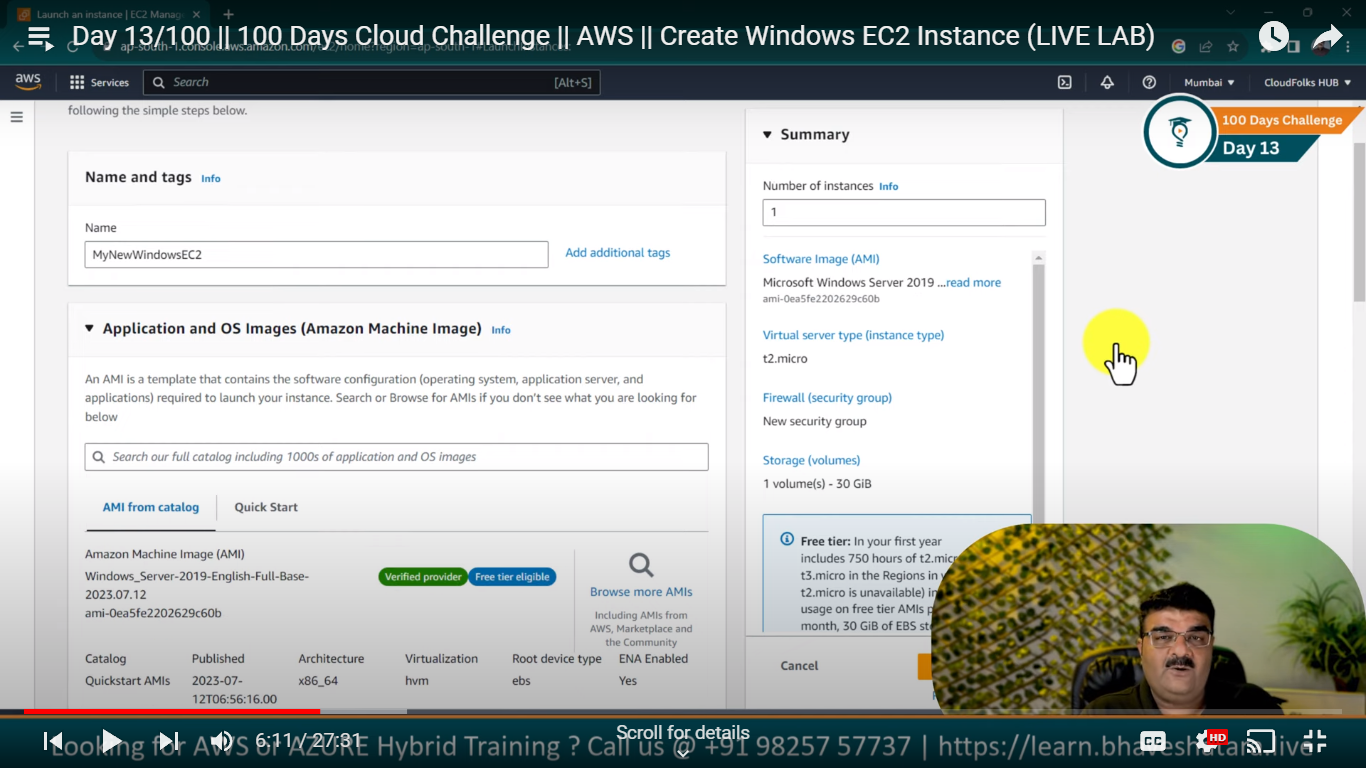 Launch an instance | EC2 Manag
Day 13/100 || 100 Days Cloud Challenge || AWS || Create Windows EC2 Instance (LIVE LAB)
aws
Services
Search
[Alt+S]
Mumbai
CloudFolks HUB
following the simple steps below.
100 Days Challenge
Day 13
Name and tags Info
Name
MyNewWindowsEC2
Add additional tags
Application and OS Images (Amazon Machine Image) Info
An AMI is a template that contains the software configuration (operating system, application server, and
applications) required to launch your instance. Search or Browse for AMIs if you don't see what you are looking for
below
Search our full catalog including 1000s of application and OS images
AMI from catalog
Quick Start
Amazon Machine Image (AMI)
Windows_Server-2019-English-Full-Base-
2023.07.12
ami-0ea5fe2202629c60b
Verified provider
Free tier eligible
Browse more AMIs
Including AMIs from
AWS, Marketplace and
the Community
Catalog Published Architecture Virtualization Root device type ENA Enabled
Quickstart AMIs 2023-07- x86_64 hvm ebs Yes
12T06:56:16.00
Summary
Number of instances Info
1
Software Image (AMI)
Microsoft Windows Server 2019 ...read more
ami-0ea5fe2202629c60b
Virtual server type (instance type)
t2.micro
Firewall (security group)
New security group
Storage (volumes)
1 volume(s) - 30 GiB
Free tier: In your first year
includes 750 hours of t2.micr
t3.micro in the Regions in
t2.micro is unavailable) in
usage on free tier AMIs p
month, 30 GiB of EBS st
Cancel
6:11 / 27:31
Scroll for details
CC
HD
Looking for AWS AZURE Hybrid Training ? Call us +91 98257 57737 | https://learn.bhavesh